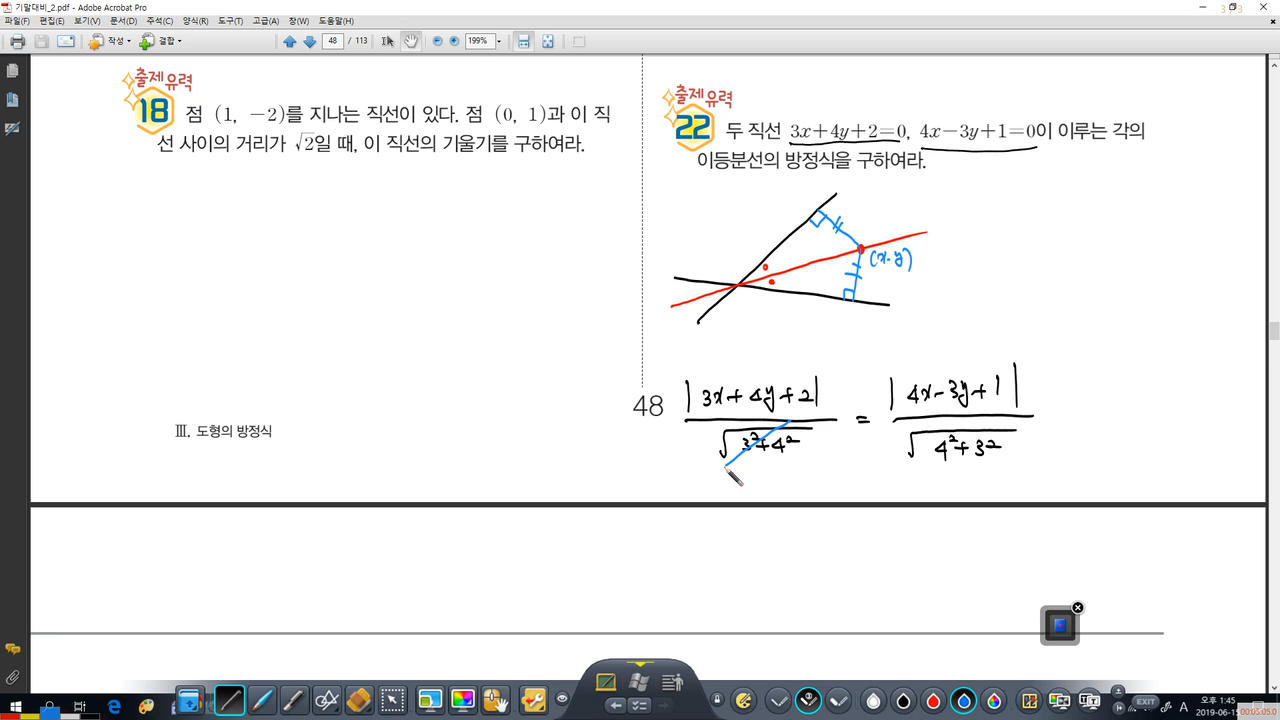 기말대비_2.pdf - Adobe Acrobat Pro
파일(F) 편집(E) 보기(V) 문서(D) 주석(C) 양식(R) 도구(T) 고급(A) 창(W) 도움말(H)
작성 결합 48 / 113 199%
출제유력
18 점 (1, −2)를 지나는 직선이 있다. 점 (0, 1)과 이 직
선 사이의 거리가 √2일 때, 이 직선의 기울기를 구하여라.
Ⅲ. 도형의 방정식
출제유력
22 두 직선 3x+4y+2=0, 4x−3y+1=0이 이루는 각의
이등분선의 방정식을 구하여라.
(x, y)
48
|3x+4y+2| / √(3²+4²) = |4x−3y+1| / √(4²+3²)
EXIT A 오후 1:45
2019-06-15
00:05:05.0